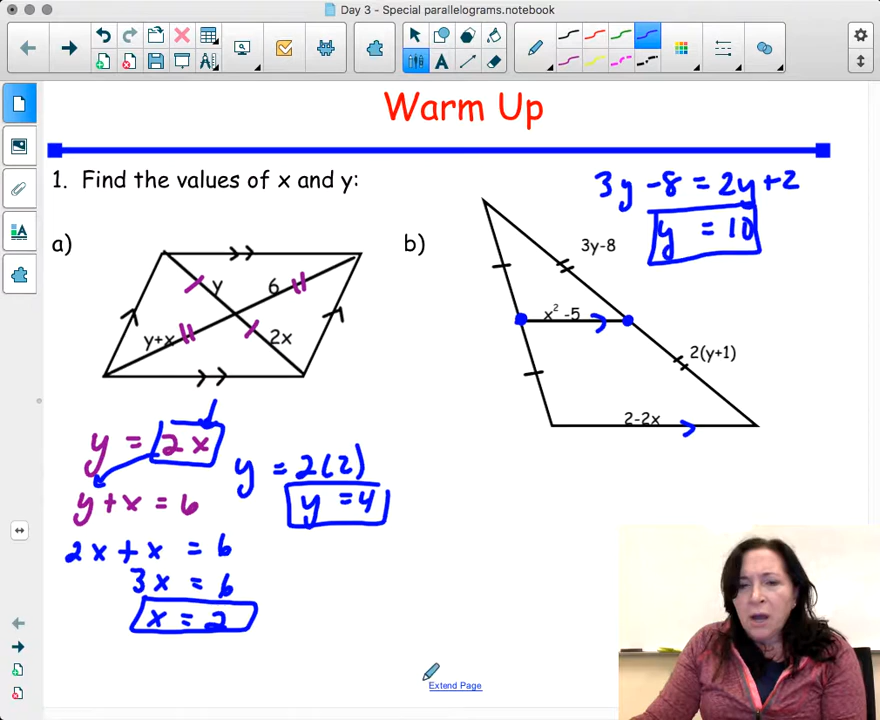 Day 3 - Special parallelograms.notebook
Warm Up
1. Find the values of x and y:
a)
y
6
y+x
2x
b)
3y -8 = 2y+2
y = 10
3y-8
x² -5
2(y+1)
2-2x
y = 2x
y+x = 6
2x+x = 6
3x = 6
x = 2
y = 2(2)
y = 4
Extend Page